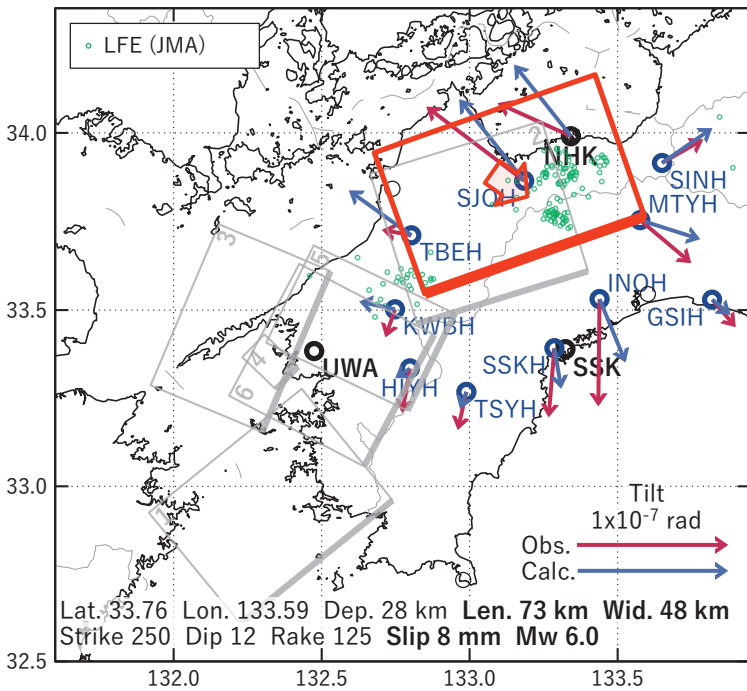 LFE (JMA)
34.0
33.5
33.0
32.5
132.0
132.5
133.0
133.5
2
NHK
SJQH
SINH
MTYH
TBEH
3
5
INOH
GSIH
KWBH
4
UWA
SSKH
SSK
6
HIYH
TSYH
1
Tilt
1x10⁻⁷ rad
Obs.
Calc.
Lat. 33.76 Lon. 133.59 Dep. 28 km Len. 73 km Wid. 48 km
Strike 250 Dip 12 Rake 125 Slip 8 mm Mw 6.0